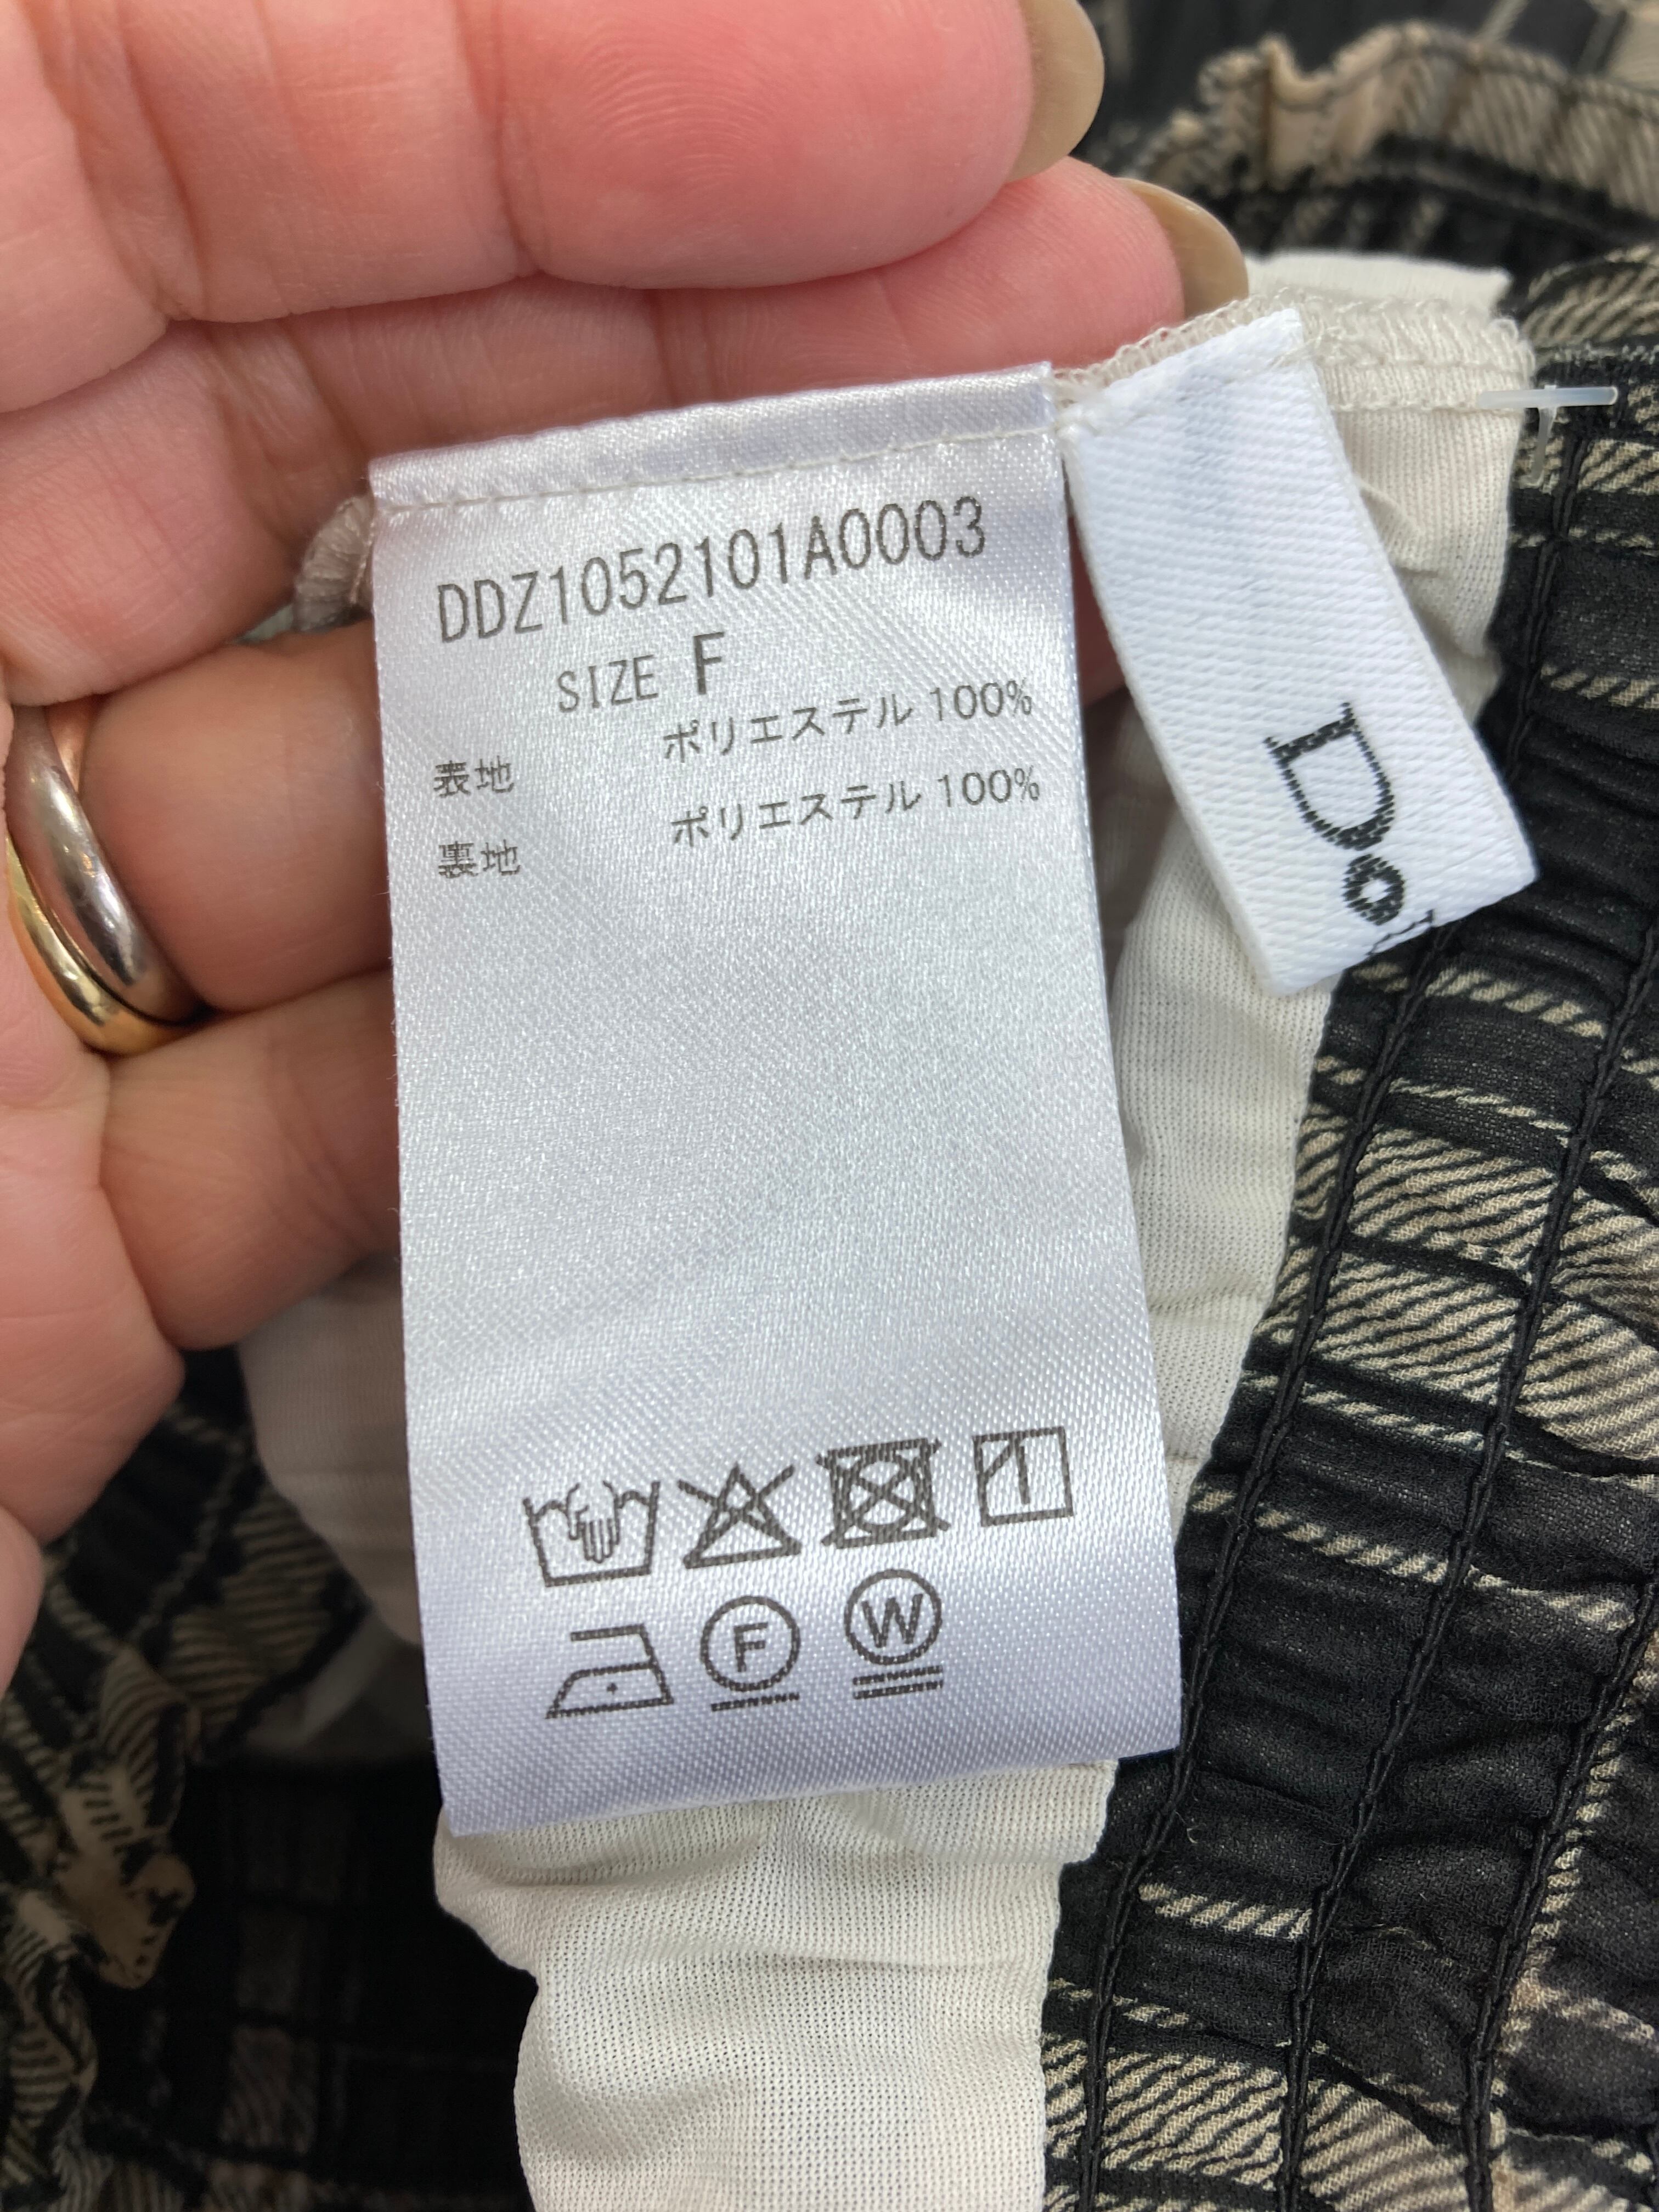 DDZ1052101A0003
SIZE F
表地 ポリエステル 100%
裏地 ポリエステル 100%
F
W